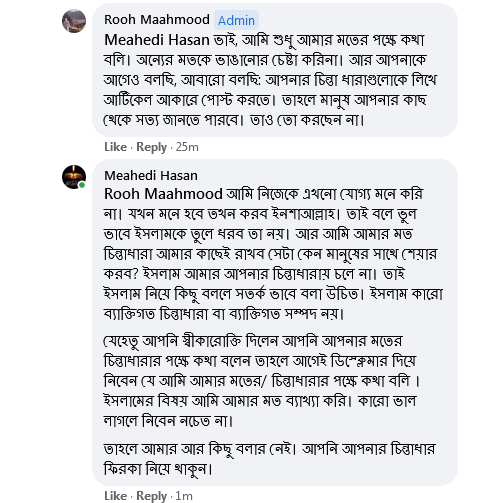 Rooh Maahmood Admin
Meahedi Hasan ভাই, আমি শুধু আমার মতের পক্ষে কথা
বলি। অন্যের মতকে ভাঙানোর চেষ্টা করিনা। আর আপনাকে
আগেও বলছি, আবারো বলছি: আপনার চিন্তা ধারাগুলোকে লিখে
আর্টিকেল আকারে পোস্ট করতে। তাহলে মানুষ আপনার কাছ
থেকে সত্য জানতে পারবে। তাও তো করছেন না।
Like · Reply · 25m
Meahedi Hasan
Rooh Maahmood আমি নিজেকে এখনো যোগ্য মনে করি
না। যখন মনে হবে তখন করব ইনশাআল্লাহ। তাই বলে ভুল
ভাবে ইসলামকে তুলে ধরব তা নয়। আর আমি আমার মত
চিন্তাধারা আমার কাছেই রাখব সেটা কেন মানুষের সাথে শেয়ার
করব? ইসলাম আমার আপনার চিন্তাধারায় চলে না। তাই
ইসলাম নিয়ে কিছু বললে সতর্ক ভাবে বলা উচিত। ইসলাম কারো
ব্যাক্তিগত চিন্তাধারা বা ব্যাক্তিগত সম্পদ নয়।
যেহেতু আপনি স্বীকারোক্তি দিলেন আপনি আপনার মতের
চিন্তাধারার পক্ষে কথা বলেন তাহলে আগেই ডিস্ক্লেমার দিয়ে
নিবেন যে আমি আমার মতের/ চিন্তাধারার পক্ষে কথা বলি ।
ইসলামের বিষয় আমি আমার মত ব্যাখ্যা করি। কারো ভাল
লাগলে নিবেন নচেত না।
তাহলে আমার আর কিছু বলার নেই। আপনি আপনার চিন্তাধার
ফিরকা নিয়ে থাকুন।
Like · Reply · 1m